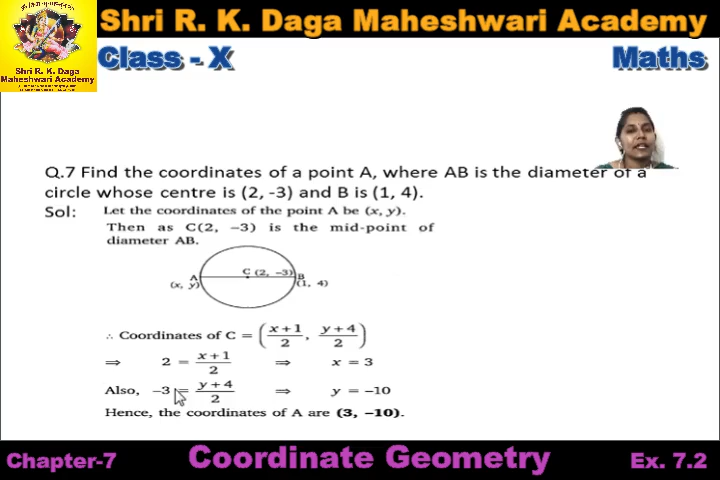 Shri R. K. Daga Maheshwari Academy
Shri R. K. Daga
Maheshwari Academy
Class - X
Maths
Q.7 Find the coordinates of a point A, where AB is the diameter of a
circle whose centre is (2, -3) and B is (1, 4).
Sol: Let the coordinates of the point A be (x, y).
Then as C(2, −3) is the mid-point of
diameter AB.
A C (2, −3) B
(x, y) (1, 4)
∴ Coordinates of C = ((x+1)/2, (y+4)/2)
⇒ 2 = (x+1)/2 ⇒ x = 3
Also, −3 = (y+4)/2 ⇒ y = −10
Hence, the coordinates of A are (3, −10).
Chapter-7 Coordinate Geometry Ex. 7.2